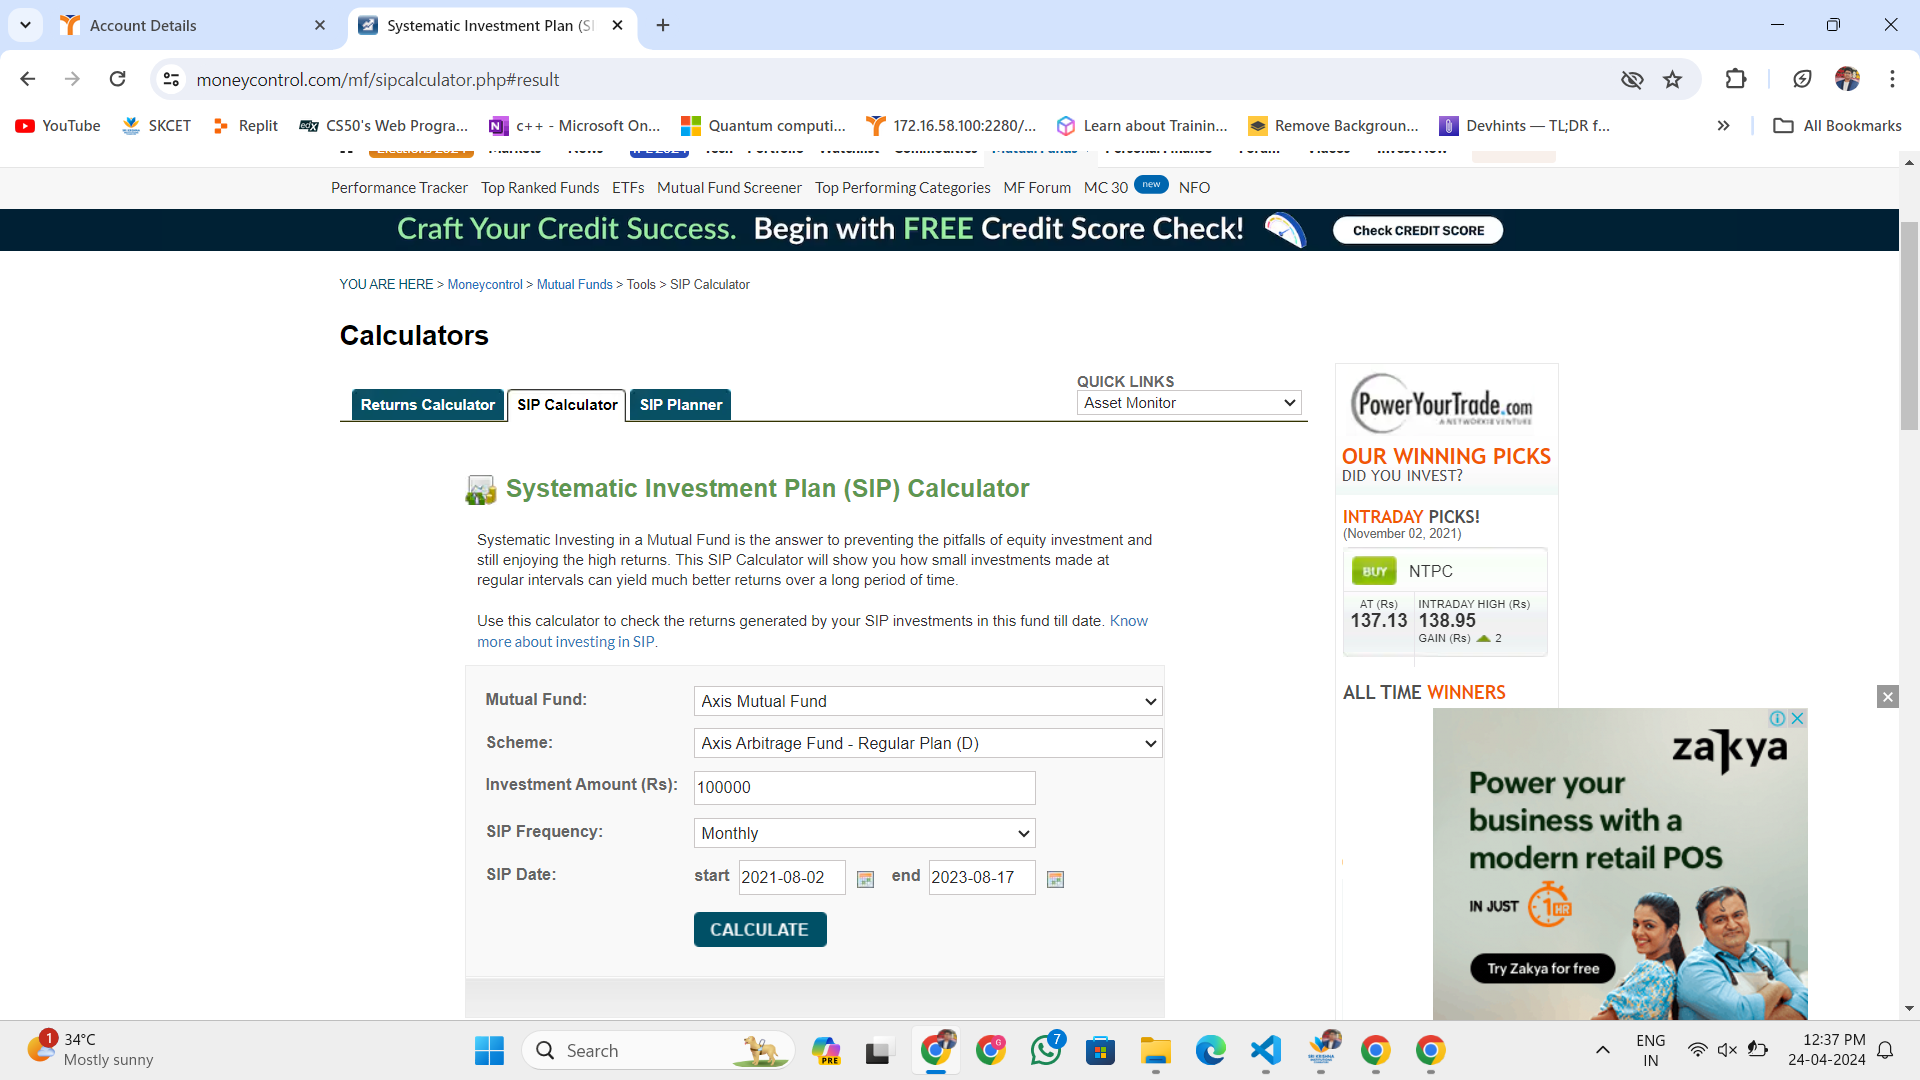 Account Details
Systematic Investment Plan (SI
moneycontrol.com/mf/sipcalculator.php#result
YouTube
SKCET
Replit
CS50's Web Progra...
c++ - Microsoft On...
Quantum computi...
172.16.58.100:2280/...
Learn about Trainin...
Remove Backgroun...
Devhints — TL;DR f...
All Bookmarks
Performance Tracker
Top Ranked Funds
ETFs
Mutual Fund Screener
Top Performing Categories
MF Forum
MC 30
new
NFO
Craft Your Credit Success. Begin with FREE Credit Score Check!
Check CREDIT SCORE
YOU ARE HERE > Moneycontrol > Mutual Funds > Tools > SIP Calculator
Calculators
Returns Calculator
SIP Calculator
SIP Planner
QUICK LINKS
Asset Monitor
Systematic Investment Plan (SIP) Calculator
Systematic Investing in a Mutual Fund is the answer to preventing the pitfalls of equity investment and
still enjoying the high returns. This SIP Calculator will show you how small investments made at
regular intervals can yield much better returns over a long period of time.
Use this calculator to check the returns generated by your SIP investments in this fund till date. Know
more about investing in SIP.
Mutual Fund:
Axis Mutual Fund
Scheme:
Axis Arbitrage Fund - Regular Plan (D)
Investment Amount (Rs):
100000
SIP Frequency:
Monthly
SIP Date:
start
2021-08-02
end
2023-08-17
CALCULATE
PowerYourTrade.com
A NETWORK18 VENTURE
OUR WINNING PICKS
DID YOU INVEST?
INTRADAY PICKS!
(November 02, 2021)
BUY
NTPC
AT (Rs)
137.13
INTRADAY HIGH (Rs)
138.95
GAIN (Rs) 2
ALL TIME WINNERS
zakya
Power your
business with a
modern retail POS
IN JUST 1 HR
Try Zakya for free
1
34°C
Mostly sunny
Search
PRE
G
7
ENG
IN
12:37 PM
24-04-2024